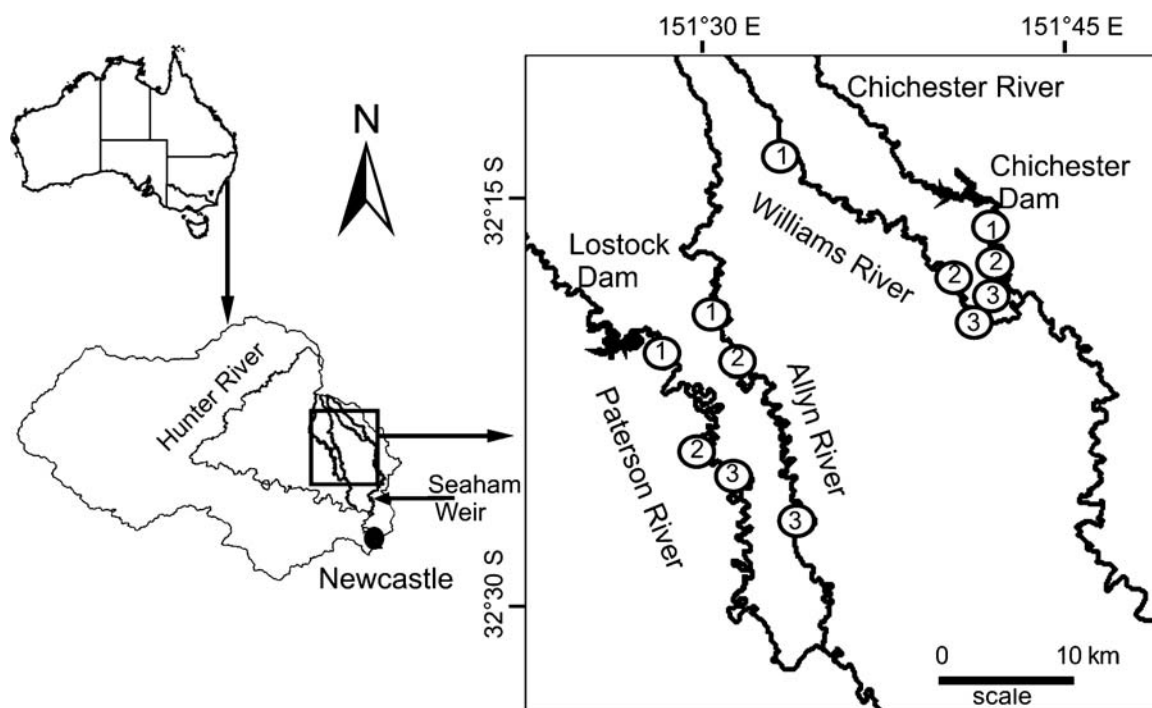 N
Hunter River
Seaham
Weir
Newcastle
151°30 E
151°45 E
32°15 S
32°30 S
Chichester River
Chichester
Dam
Williams River
Lostock
Dam
Allyn River
Paterson River
1
1
2
2
3
3
1
1
2
2
3
3
0
10 km
scale